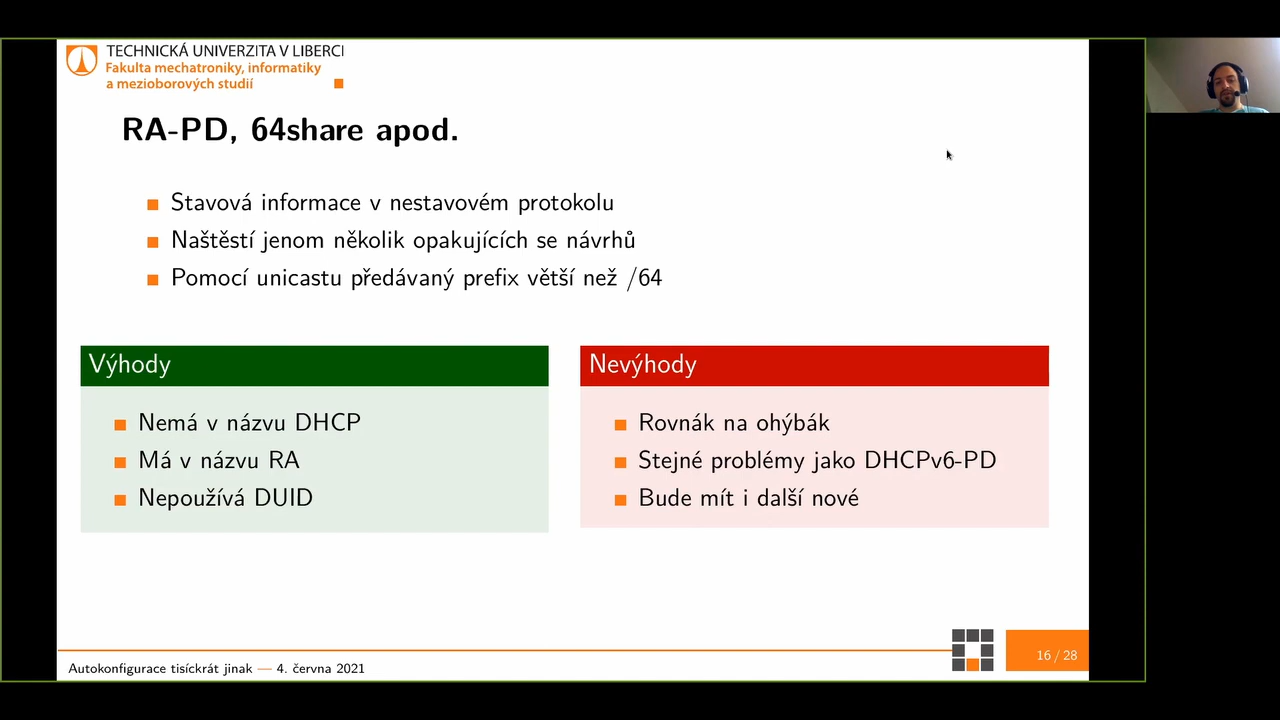 TECHNICKÁ UNIVERZITA V LIBERCI
Fakulta mechatroniky, informatiky
a mezioborových studií
RA-PD, 64share apod.
Stavová informace v nestavovém protokolu
Naštěstí jenom několik opakujících se návrhů
Pomocí unicastu předávaný prefix větší než /64
Výhody
Nemá v názvu DHCP
Má v názvu RA
Nepoužívá DUID
Nevýhody
Rovnák na ohýbák
Stejné problémy jako DHCPv6-PD
Bude mít i další nové
Autokonfigurace tisíckrát jinak — 4. června 2021
16 / 28